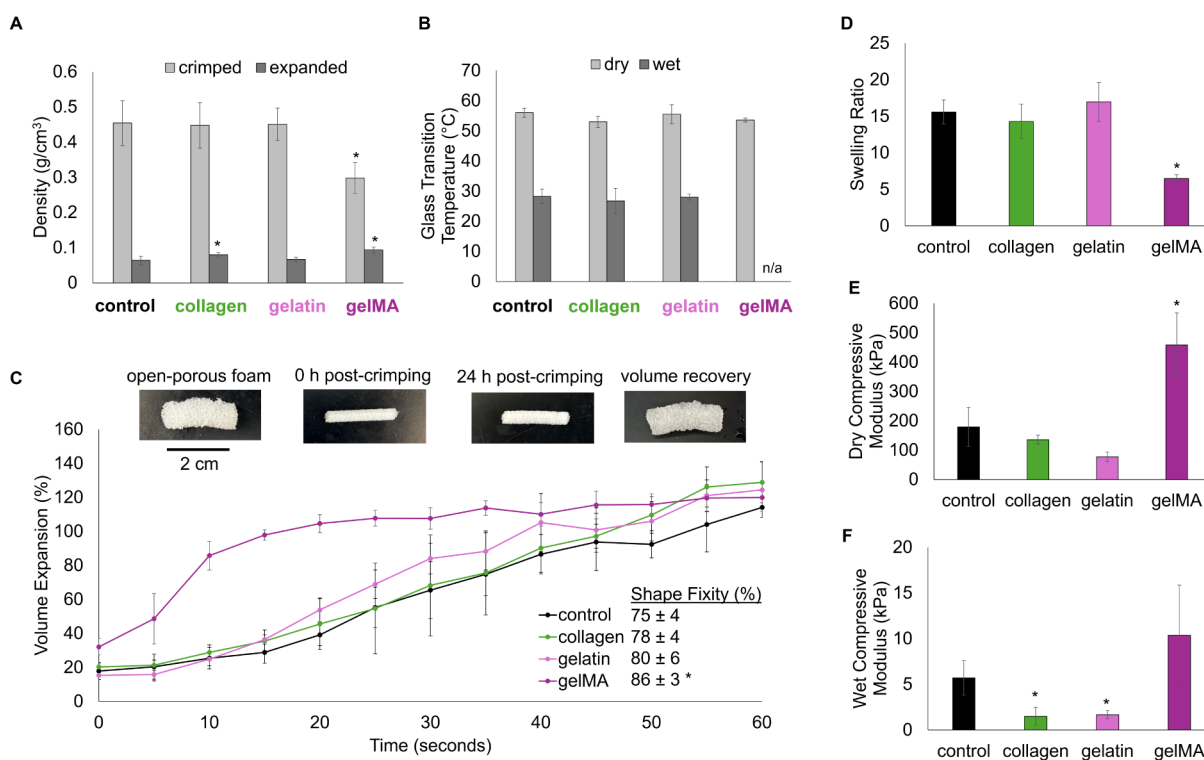 A
crimped expanded
Density (g/cm³)
0.6
0.5
0.4
0.3
0.2
0.1
0
*
*
*
control collagen gelatin gelMA
B
dry wet
Glass Transition
Temperature (°C)
70
60
50
40
30
20
10
0
n/a
control collagen gelatin gelMA
C
open-porous foam 0 h post-crimping 24 h post-crimping volume recovery
2 cm
Volume Expansion (%)
160
140
120
100
80
60
40
20
0
Shape Fixity (%)
control 75 ± 4
collagen 78 ± 4
gelatin 80 ± 6
gelMA 86 ± 3 *
0 10 20 30 40 50 60
Time (seconds)
D
Swelling Ratio
25
20
15
10
5
0
*
control collagen gelatin gelMA
E
Dry Compressive
Modulus (kPa)
600
500
400
300
200
100
0
*
control collagen gelatin gelMA
F
Wet Compressive
Modulus (kPa)
20
15
10
5
0
* *
control collagen gelatin gelMA